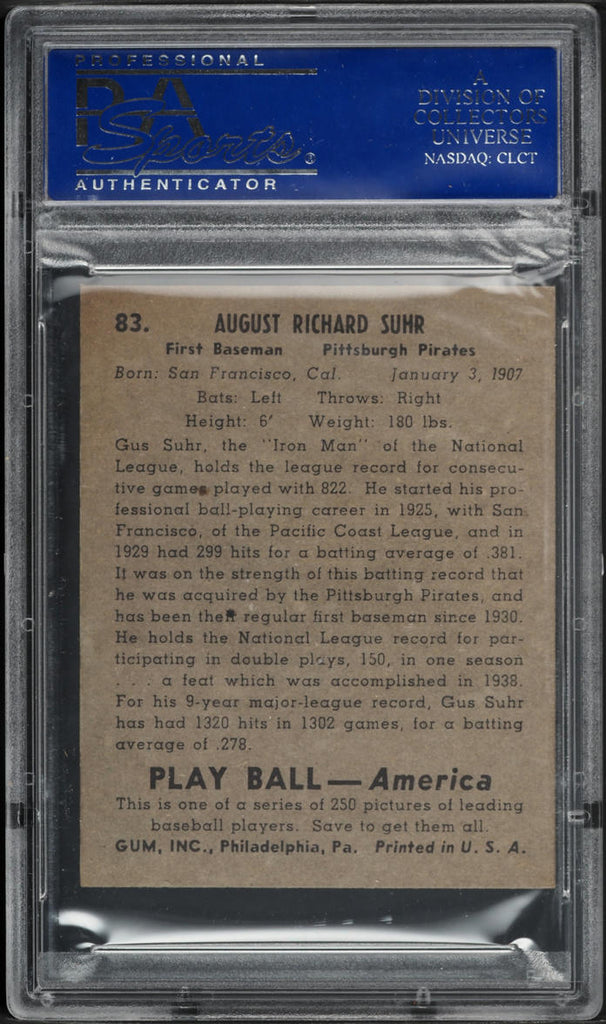 PROFESSIONAL
PSA
Sports®
AUTHENTICATOR
A
DIVISION OF
COLLECTORS
UNIVERSE
NASDAQ: CLCT
83. AUGUST RICHARD SUHR
First Baseman Pittsburgh Pirates
Born: San Francisco, Cal. January 3, 1907
Bats: Left Throws: Right
Height: 6′ Weight: 180 lbs.
Gus Suhr, the "Iron Man" of the National
League, holds the league record for consecu-
tive games played with 822. He started his pro-
fessional ball-playing career in 1925, with San
Francisco, of the Pacific Coast League, and in
1929 had 299 hits for a batting average of .381.
It was on the strength of this batting record that
he was acquired by the Pittsburgh Pirates, and
has been their regular first baseman since 1930.
He holds the National League record for par-
ticipating in double plays, 150, in one season
. . . a feat which was accomplished in 1938.
For his 9-year major-league record, Gus Suhr
has had 1320 hits in 1302 games, for a batting
average of .278.
PLAY BALL — America
This is one of a series of 250 pictures of leading
baseball players. Save to get them all.
GUM, INC., Philadelphia, Pa. Printed in U. S. A.